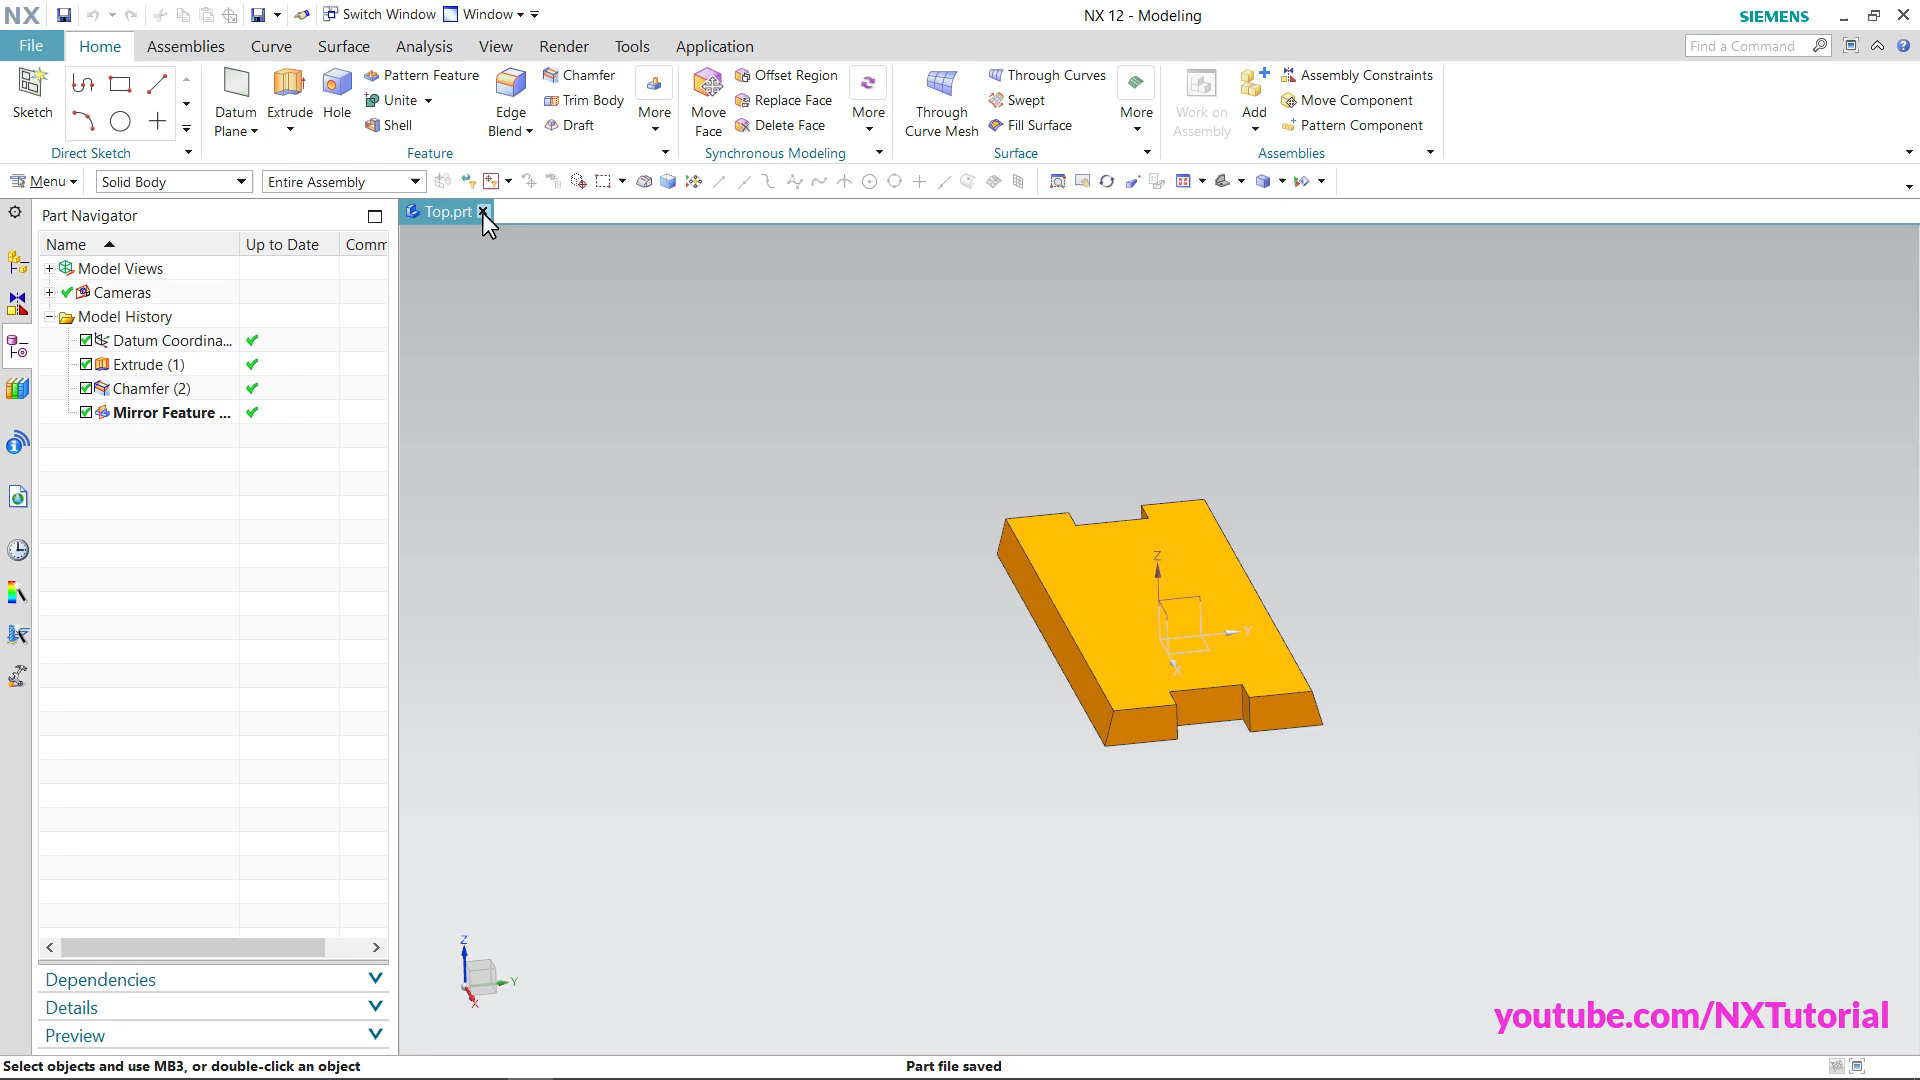 NX
Switch Window
Window
NX 12 - Modeling
SIEMENS
File
Home
Assemblies
Curve
Surface
Analysis
View
Render
Tools
Application
Find a Command
Sketch
Direct Sketch
Datum
Plane
Extrude
Hole
Pattern Feature
Unite
Shell
Edge
Blend
Chamfer
Trim Body
Draft
More
Feature
Move
Face
Offset Region
Replace Face
Delete Face
More
Synchronous Modeling
Through
Curve Mesh
Through Curves
Swept
Fill Surface
More
Surface
Work on
Assembly
Add
Assembly Constraints
Move Component
Pattern Component
Assemblies
Menu
Solid Body
Entire Assembly
Part Navigator
Top.prt
Name
Up to Date
Comm
Model Views
Cameras
Model History
Datum Coordina...
Extrude (1)
Chamfer (2)
Mirror Feature ...
Z
Y
X
Z
Y
X
Dependencies
Details
Preview
youtube.com/NXTutorial
Select objects and use MB3, or double-click an object
Part file saved